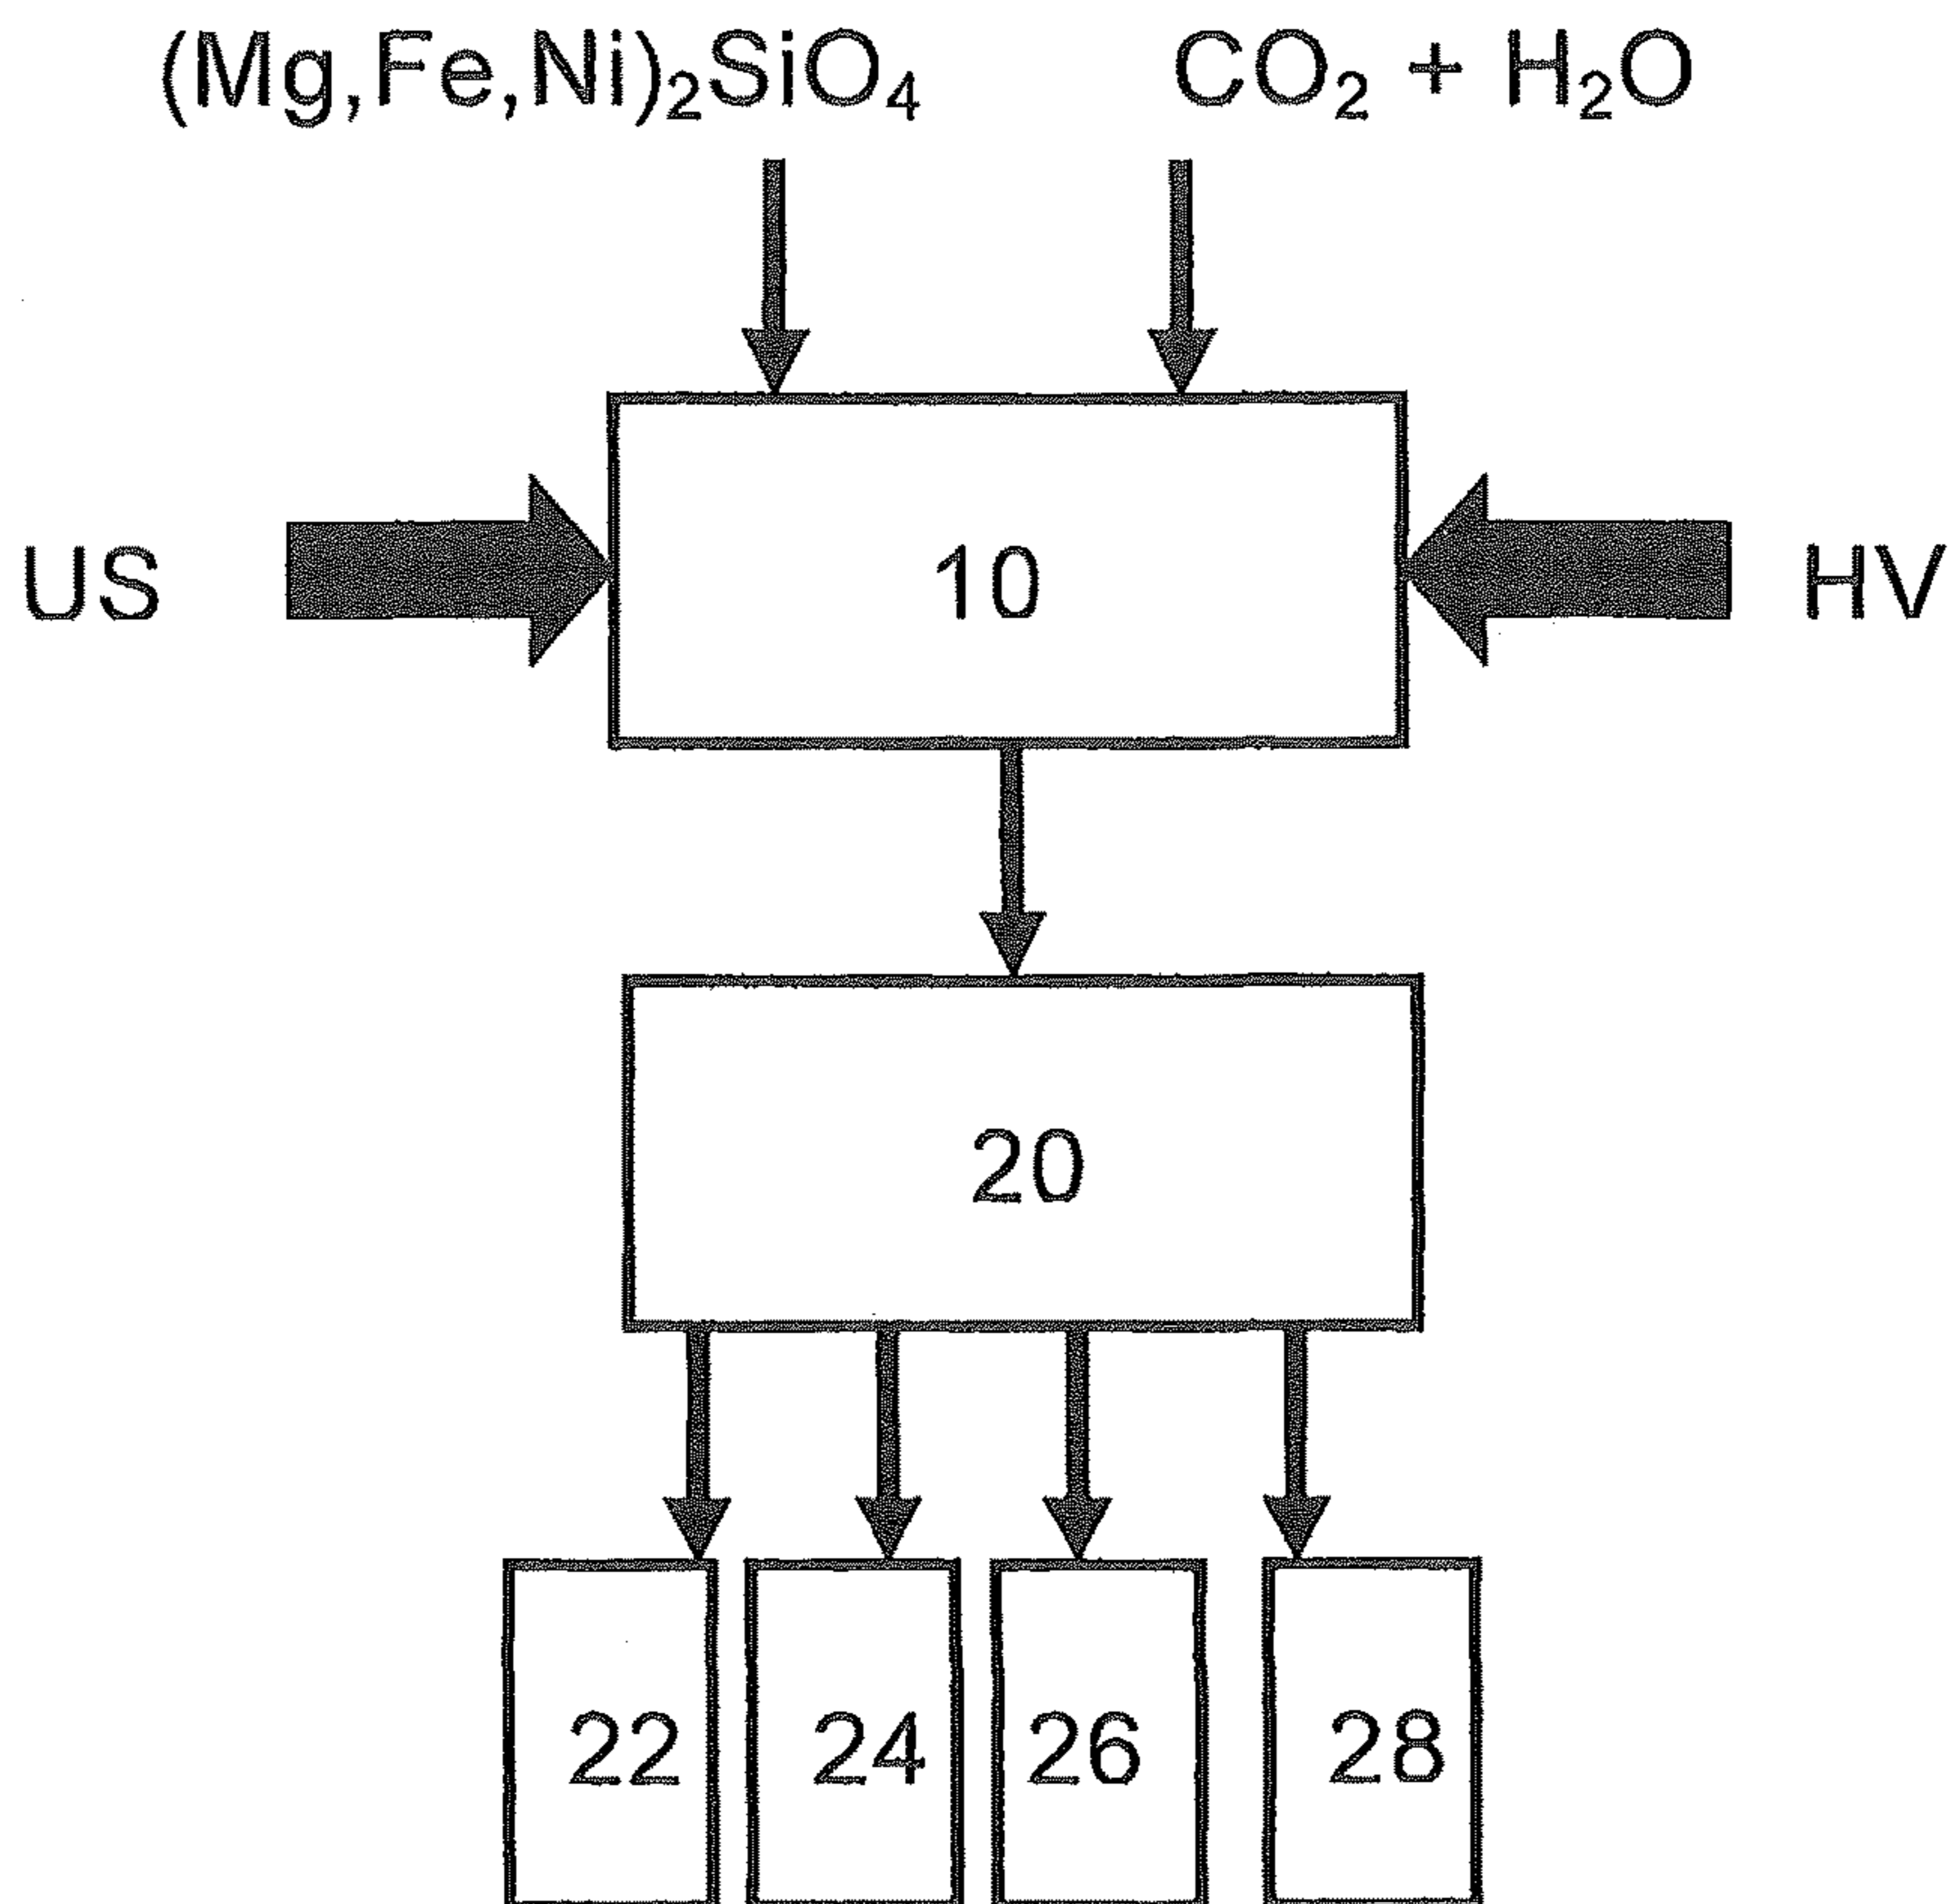 (Mg,Fe,Ni)₂SiO₄ CO₂ + H₂O
US 10 HV
20
22 24 26 28